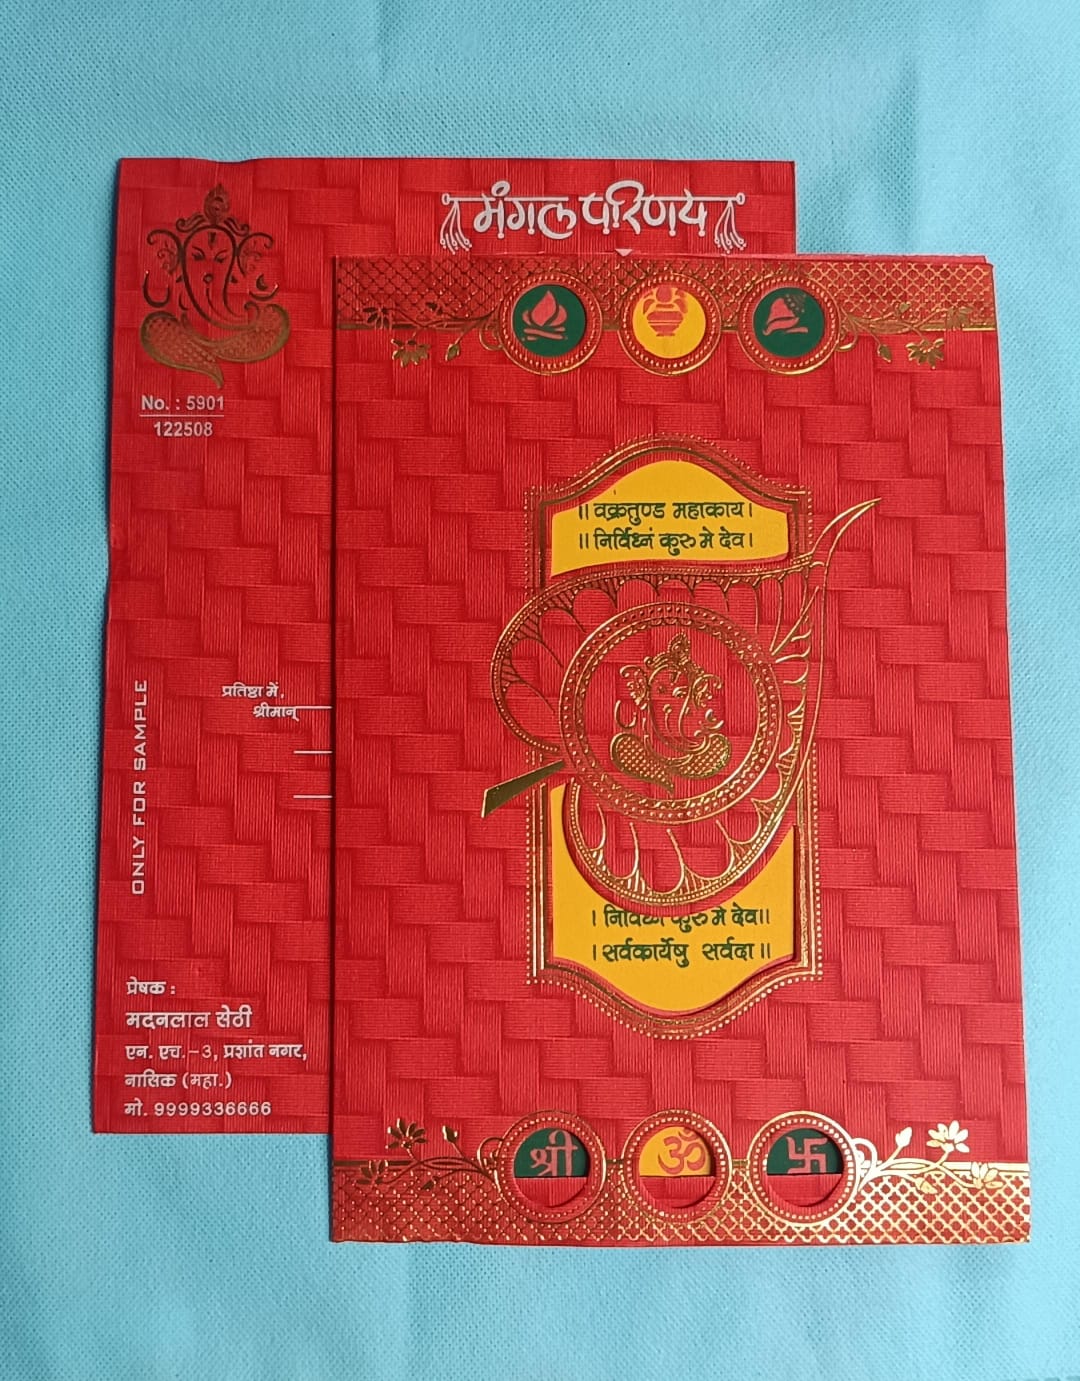 मंगल परिणय
No. : 5901
122508
प्रतिष्ठा में,
श्रीमान्
ONLY FOR SAMPLE
प्रेषक :
मदनलाल सेठी
एन. एच.-3, प्रशांत नगर,
नासिक (महा.)
मो. 9999336666
॥ वक्रतुण्ड महाकाय।
॥ निर्विध्नं कुरु मे देव।
। निर्विध्नं कुरु मे देव॥
। सर्वकार्येषु सर्वदा॥
श्री ॐ 卐